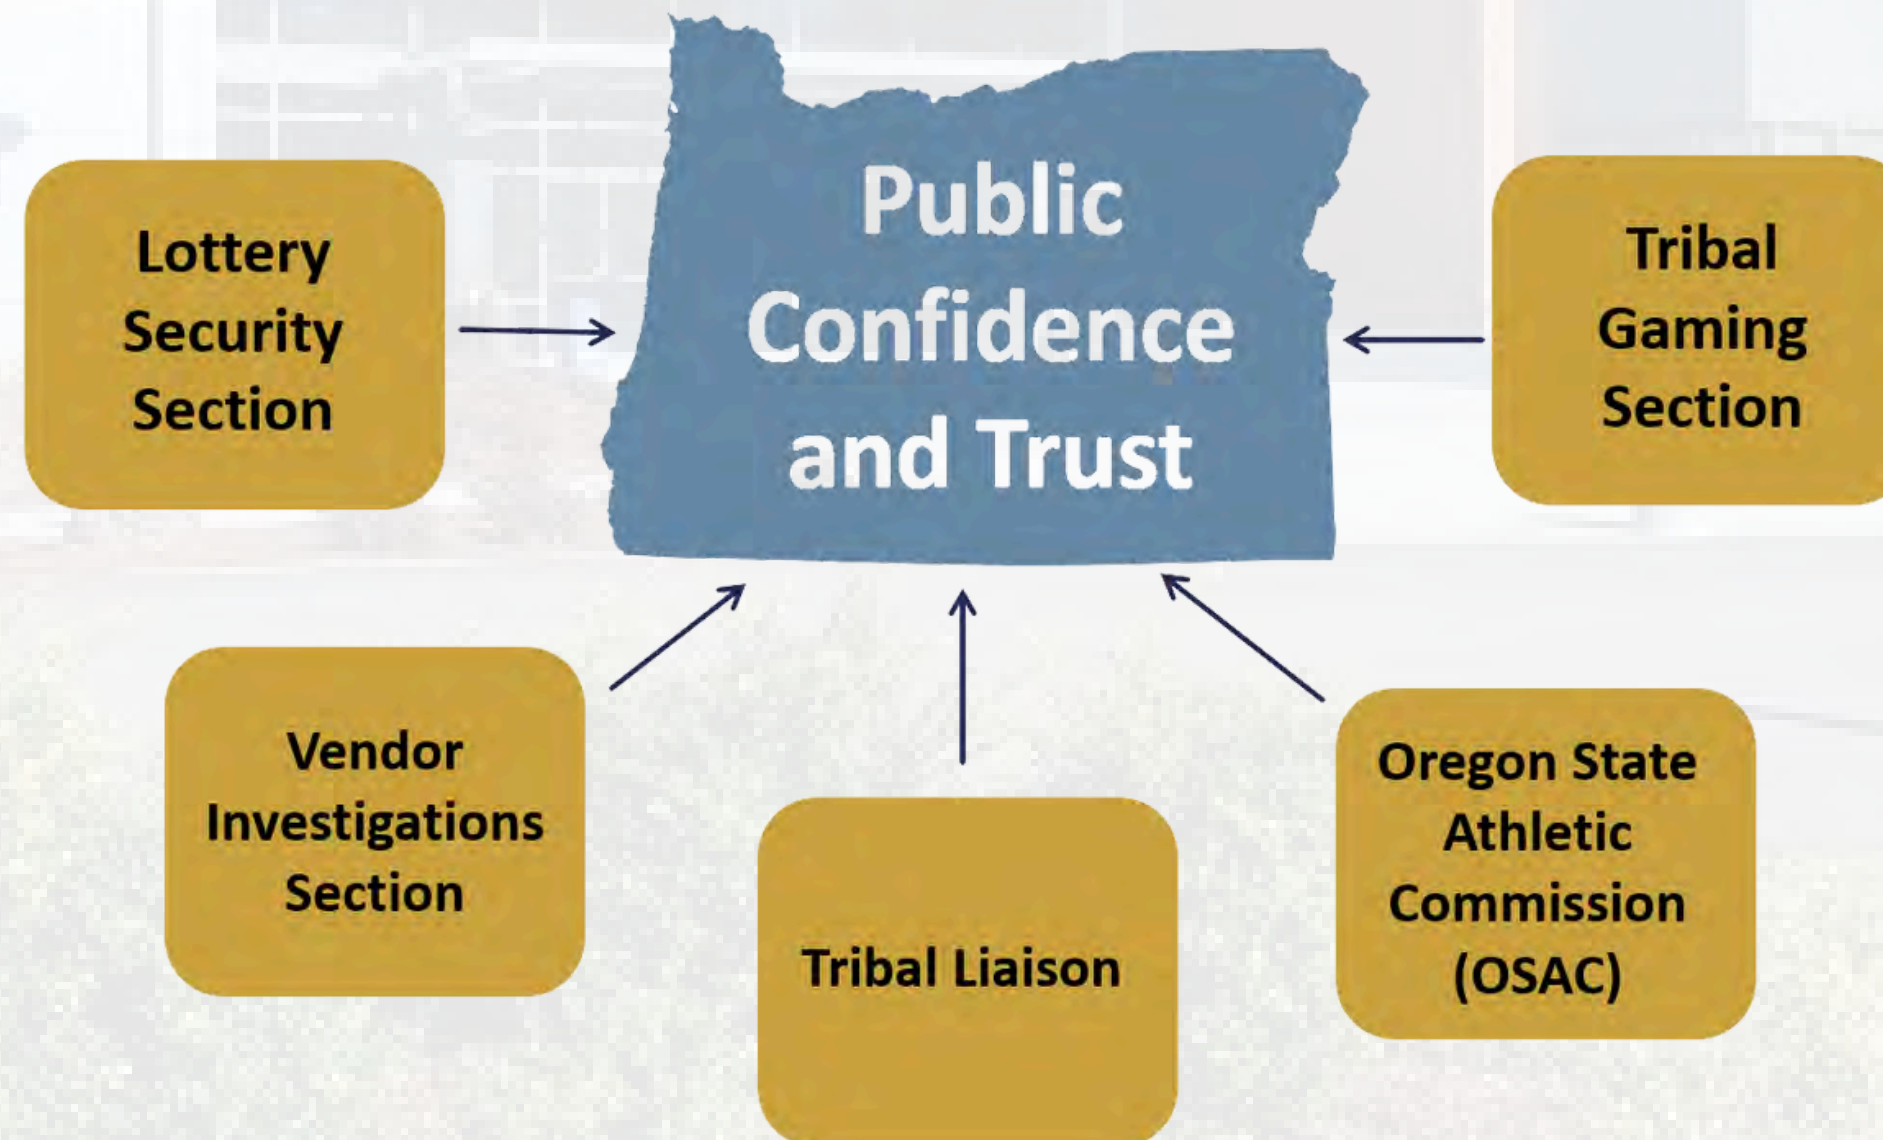 Public
Confidence
and Trust
Lottery
Security
Section
Tribal
Gaming
Section
Vendor
Investigations
Section
Tribal Liaison
Oregon State
Athletic
Commission
(OSAC)